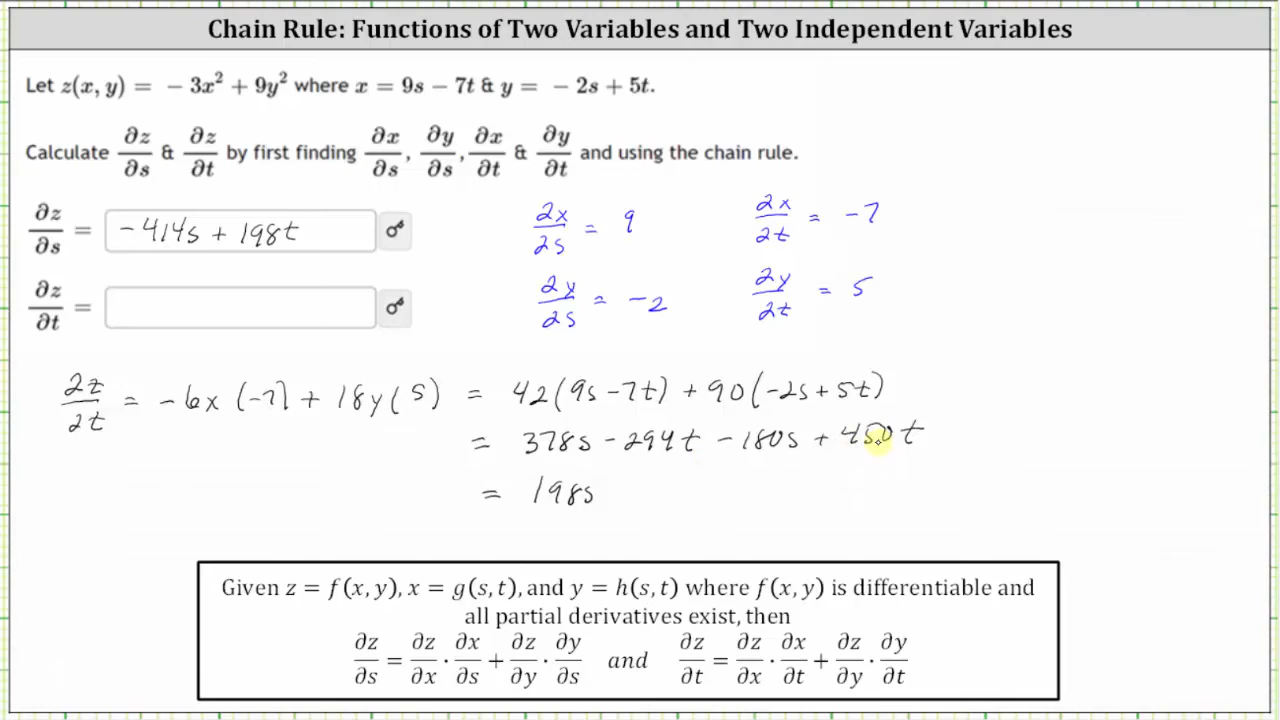 Chain Rule: Functions of Two Variables and Two Independent Variables
Let z(x, y) = − 3x² + 9y² where x = 9s − 7t & y = − 2s + 5t.
Calculate ∂z/∂s & ∂z/∂t by first finding ∂x/∂s, ∂y/∂s, ∂x/∂t & ∂y/∂t and using the chain rule.
∂z/∂s = −414s + 198t
∂x/∂s = 9
∂x/∂t = −7
∂z/∂t =
∂y/∂s = −2
∂y/∂t = 5
∂z/∂t = −6x(−7) + 18y(5) = 42(9s − 7t) + 90(−2s + 5t)
= 378s − 294t − 180s + 450t
= 198s
Given z = f(x, y), x = g(s, t), and y = h(s, t) where f(x, y) is differentiable and
all partial derivatives exist, then
∂z/∂s = ∂z/∂x · ∂x/∂s + ∂z/∂y · ∂y/∂s and ∂z/∂t = ∂z/∂x · ∂x/∂t + ∂z/∂y · ∂y/∂t